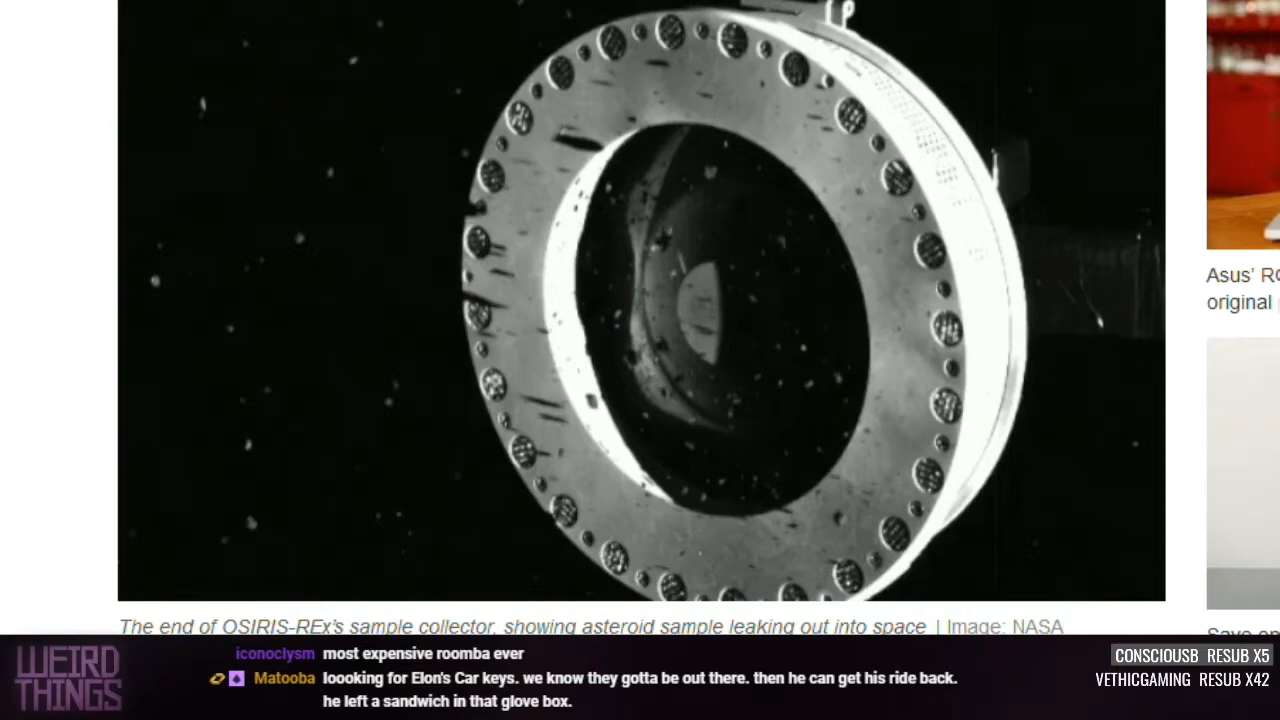 Asus' RO
original
The end of OSIRIS-REx's sample collector, showing asteroid sample leaking out into space | Image: NASA
WEIRD
THINGS
iconoclysm most expensive roomba ever
Matooba loooking for Elon's Car keys. we know they gotta be out there. then he can get his ride back.
he left a sandwich in that glove box.
CONSCIOUSB RESUB X5
VETHICGAMING RESUB X42